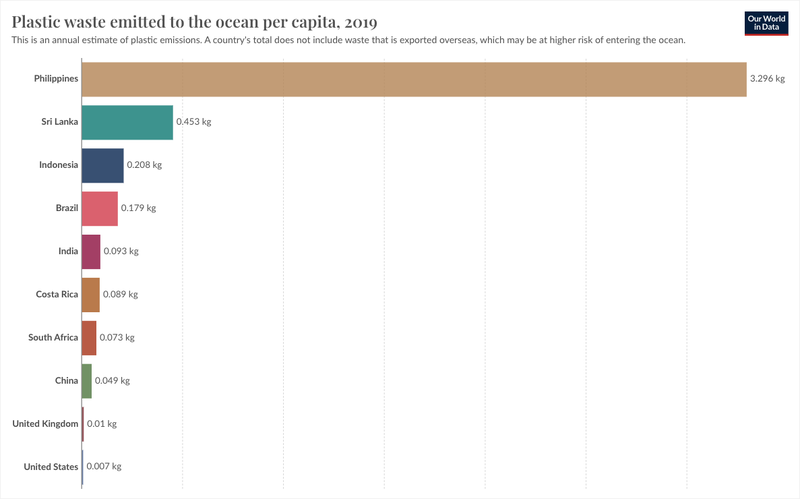 Plastic waste emitted to the ocean per capita, 2019
Our World
in Data
This is an annual estimate of plastic emissions. A country's total does not include waste that is exported overseas, which may be at higher risk of entering the ocean.
Philippines 3.296 kg
Sri Lanka 0.453 kg
Indonesia 0.208 kg
Brazil 0.179 kg
India 0.093 kg
Costa Rica 0.089 kg
South Africa 0.073 kg
China 0.049 kg
United Kingdom 0.01 kg
United States 0.007 kg